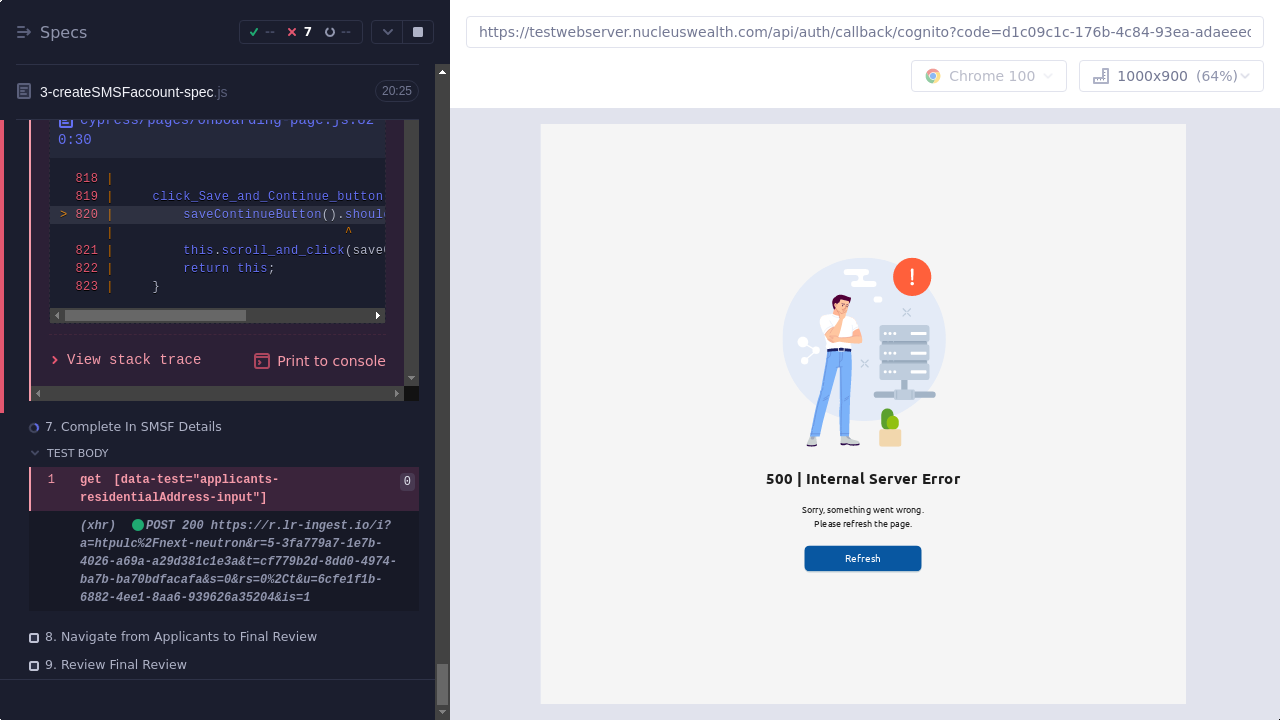 Specs
-- 7 --
3-createSMSFaccount-spec.js
20:25
cypress/pages/onboarding-page.js:82
0:30
818 |
819 | click_Save_and_Continue_button
> 820 | saveContinueButton().should
| ^
821 | this.scroll_and_click(save
822 | return this;
823 | }
View stack trace
Print to console
7. Complete In SMSF Details
TEST BODY
1 get [data-test="applicants-
residentialAddress-input"]
0
(xhr) POST 200 https://r.lr-ingest.io/i?
a=htpulc%2Fnext-neutron&r=5-3fa779a7-1e7b-
4026-a69a-a29d381c1e3a&t=cf779b2d-8dd0-4974-
ba7b-ba70bdfacafa&s=0&rs=0%2Ct&u=6cfe1f1b-
6882-4ee1-8aa6-939626a35204&is=1
8. Navigate from Applicants to Final Review
9. Review Final Review
https://testwebserver.nucleuswealth.com/api/auth/callback/cognito?code=d1c09c1c-176b-4c84-93ea-adaeeec
Chrome 100
1000x900 (64%)
!
500 | Internal Server Error
Sorry, something went wrong.
Please refresh the page.
Refresh